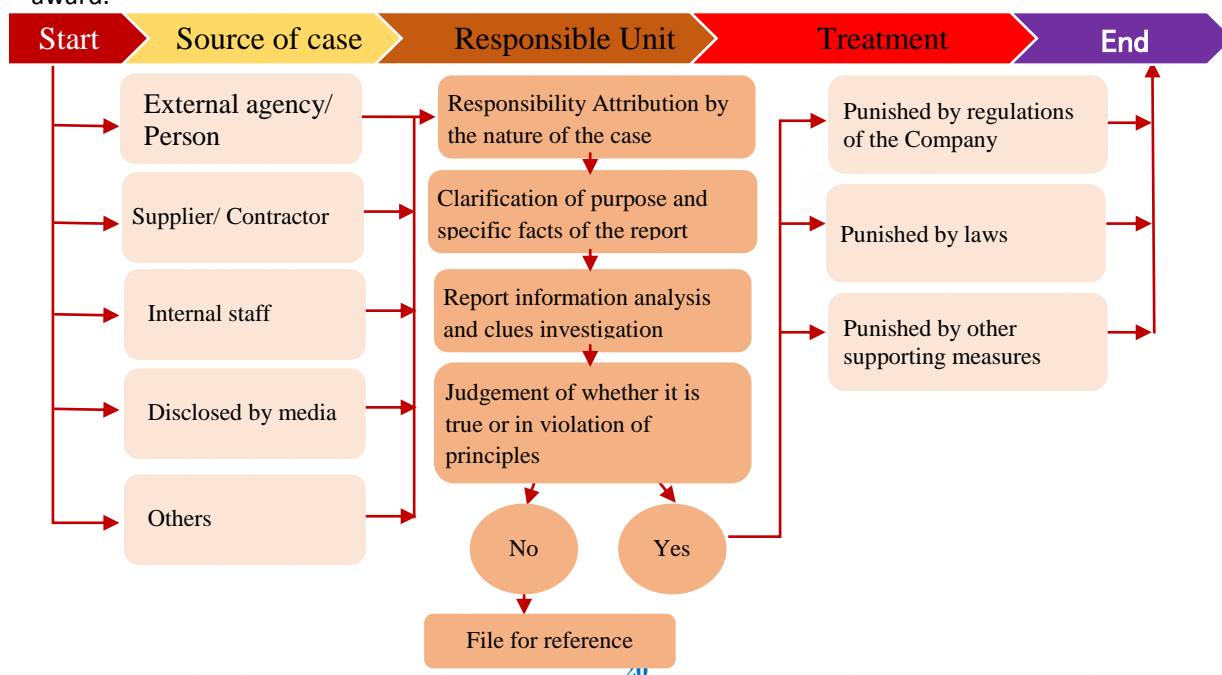 award.
Start
Source of case
Responsible Unit
Treatment
End
External agency/
Person
Supplier/ Contractor
Internal staff
Disclosed by media
Others
Responsibility Attribution by
the nature of the case
Clarification of purpose and
specific facts of the report
Report information analysis
and clues investigation
Judgement of whether it is
true or in violation of
principles
No
Yes
File for reference
Punished by regulations
of the Company
Punished by laws
Punished by other
supporting measures
20